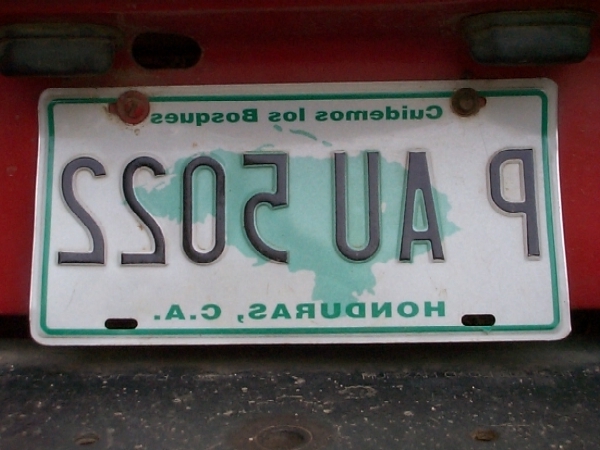 Cuidemos los Bosques
P AU 5022
HONDURAS, C.A.